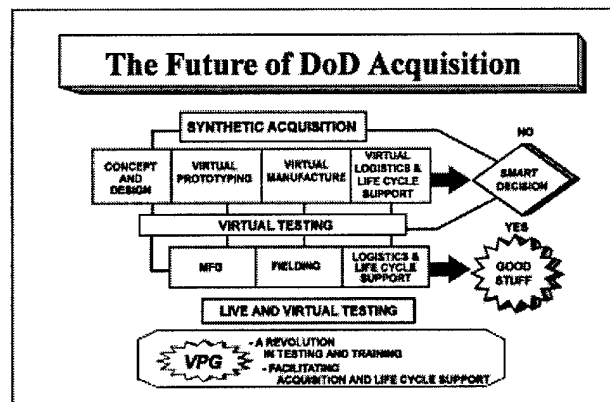 The Future of DoD Acquisition
SYNTHETIC ACQUISITION
NO
CONCEPT
AND
DESIGN
VIRTUAL
PROTOTYPING
VIRTUAL
MANUFACTURE
VIRTUAL
LOGISTICS &
LIFE CYCLE
SUPPORT
SMART
DECISION
VIRTUAL TESTING
YES
MFG
FIELDING
LOGISTICS &
LIFE CYCLE
SUPPORT
GOOD
STUFF
LIVE AND VIRTUAL TESTING
VPG
- A REVOLUTION
IN TESTING AND TRAINING
- FACILITATING
ACQUISITION AND LIFE CYCLE SUPPORT